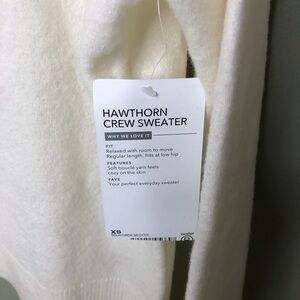 HAWTHORN
CREW SWEATER
WHY WE LOVE IT
FIT
Relaxed with room to move
Regular length, hits at low hip
FEATURES
Soft bouclé yarn feels
cozy on the skin
FAVE
Your perfect everyday sweater
XS